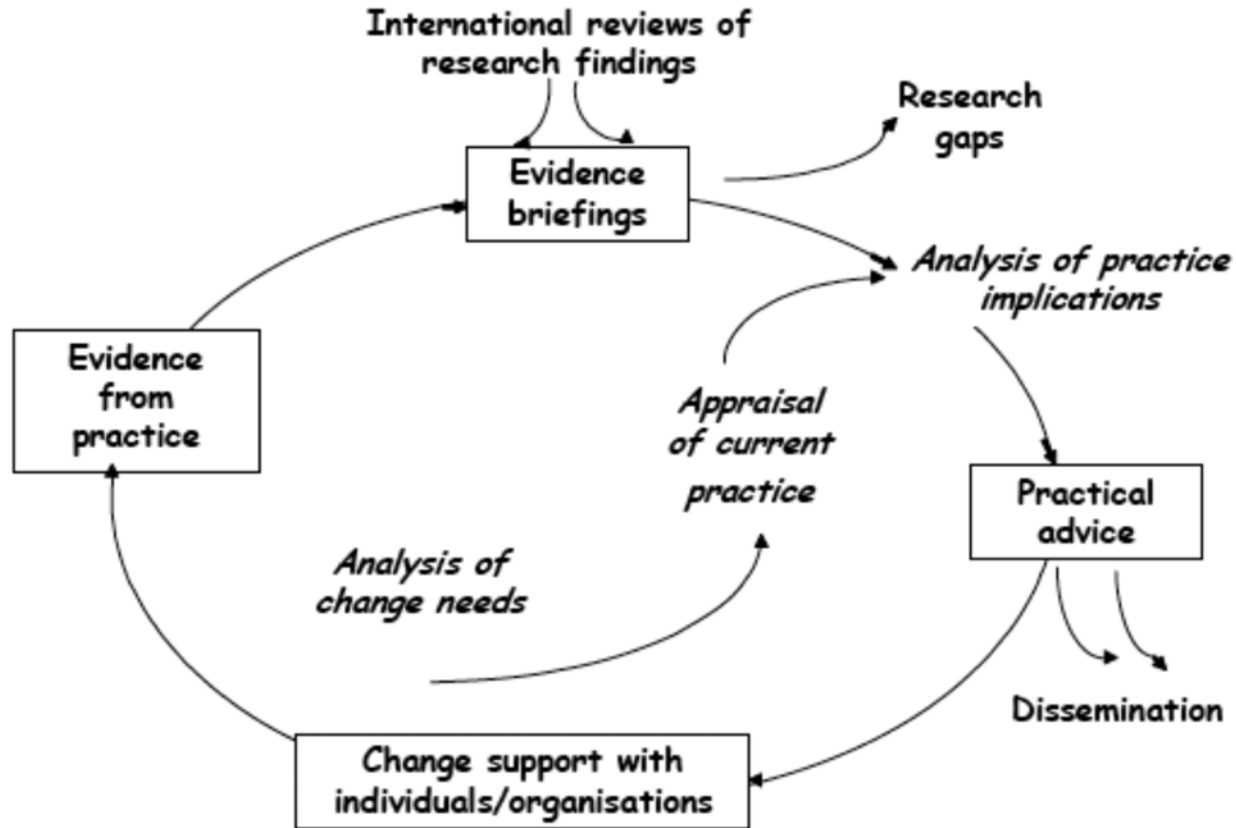 International reviews of
research findings
Research
gaps
Evidence
briefings
Analysis of practice
implications
Evidence
from
practice
Appraisal
of current
practice
Practical
advice
Analysis of
change needs
Dissemination
Change support with
individuals/organisations